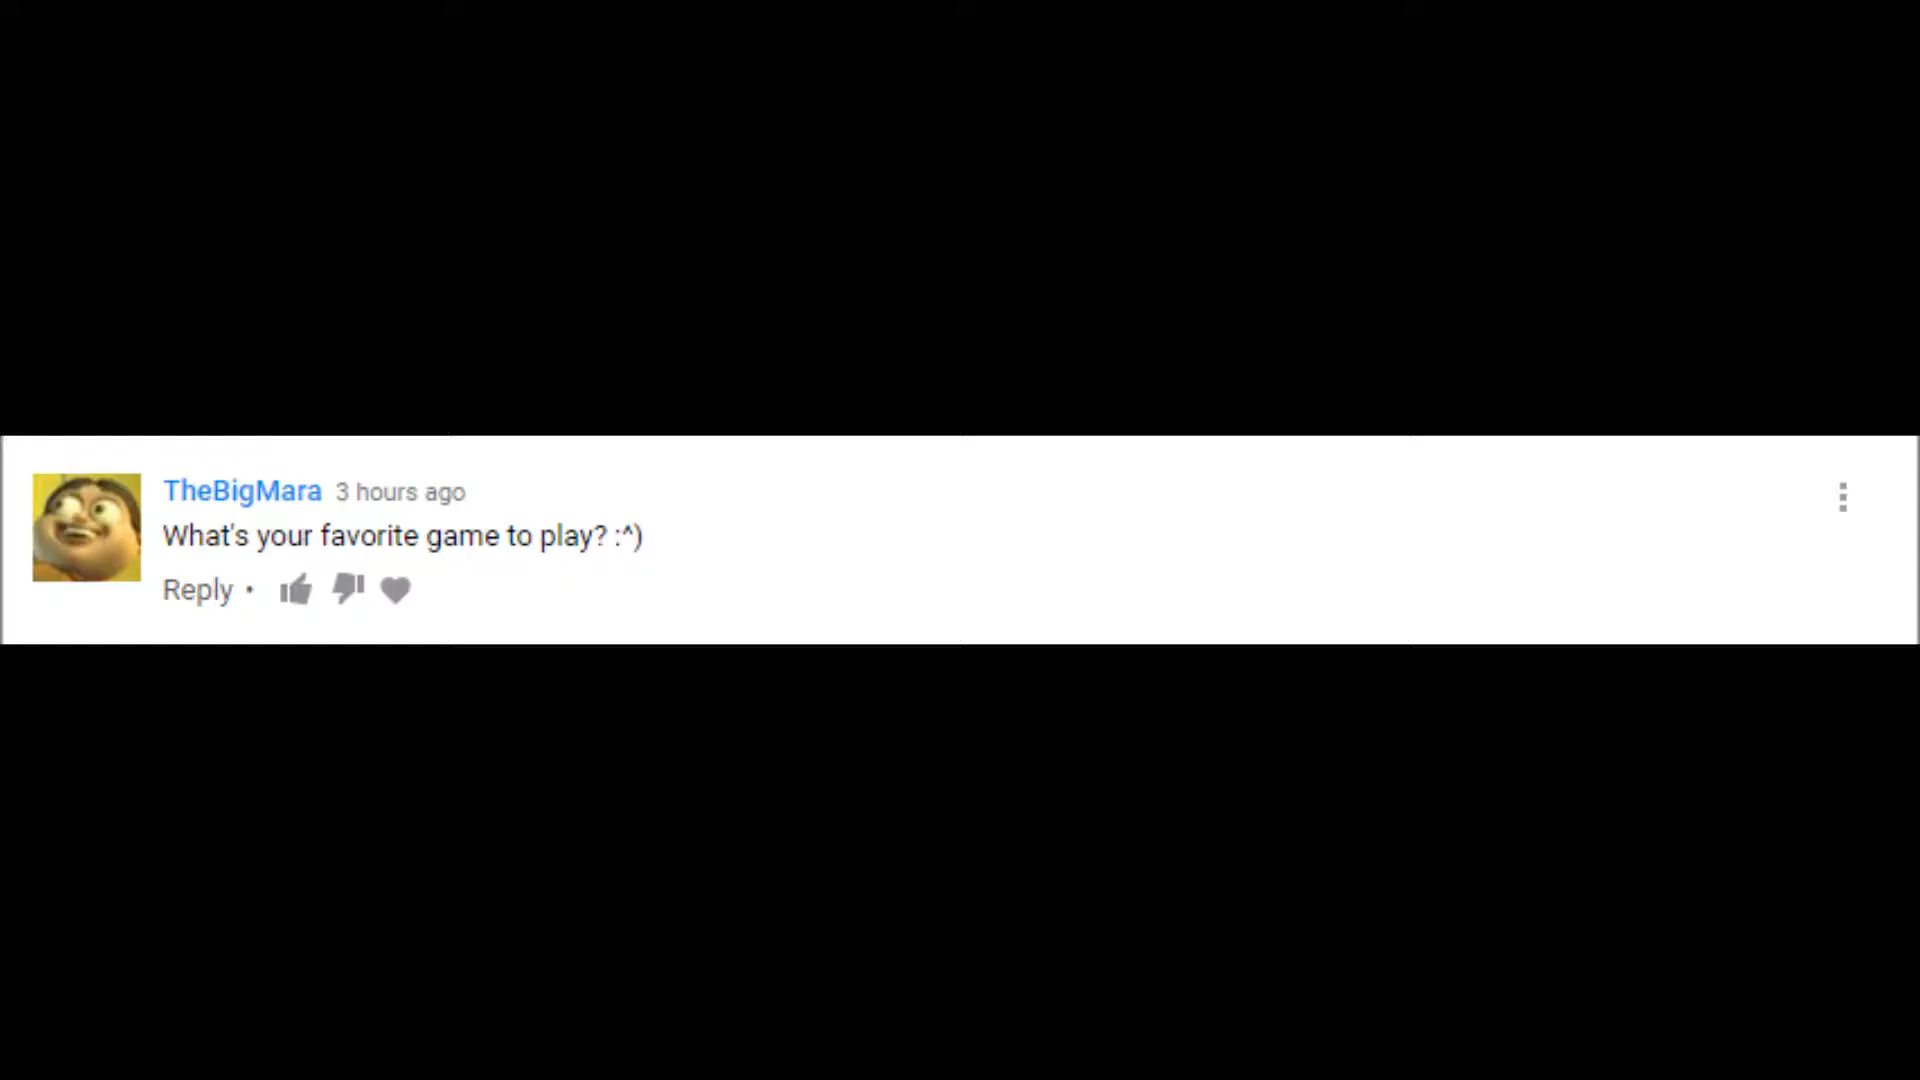 TheBigMara 3 hours ago
What's your favorite game to play? :^)
Reply •